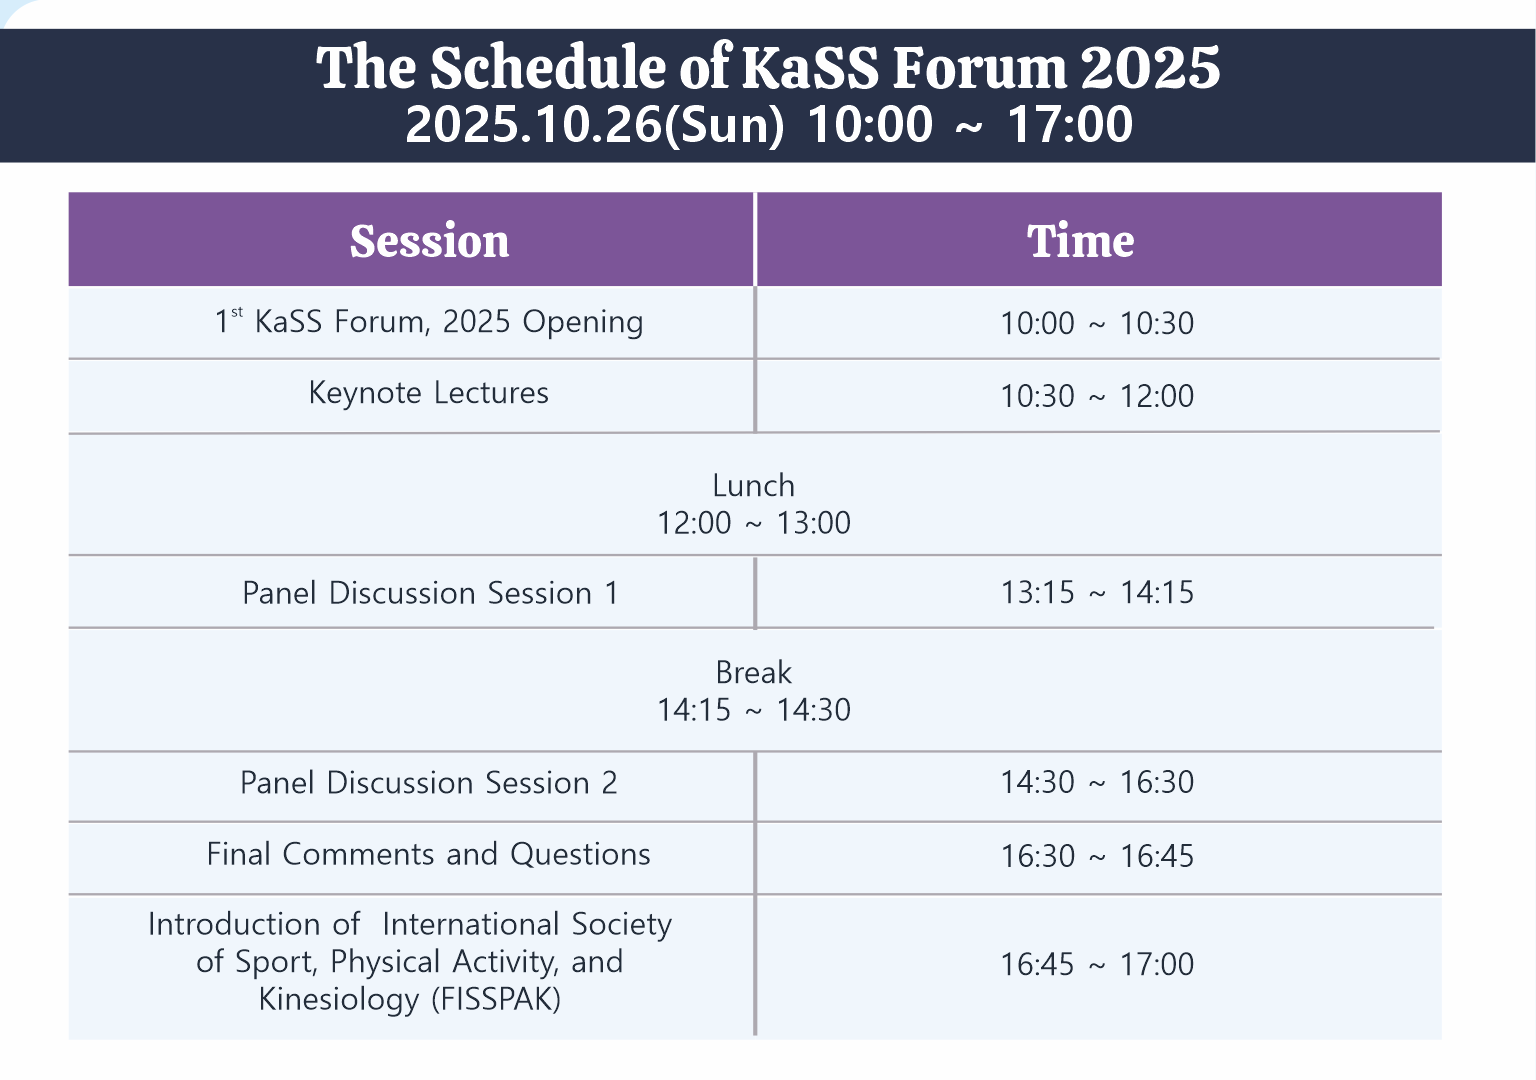 The Schedule of KaSS Forum 2025
2025.10.26(Sun) 10:00 ~ 17:00
Session Time
1st KaSS Forum, 2025 Opening 10:00 ~ 10:30
Keynote Lectures 10:30 ~ 12:00
Lunch
12:00 ~ 13:00
Panel Discussion Session 1 13:15 ~ 14:15
Break
14:15 ~ 14:30
Panel Discussion Session 2 14:30 ~ 16:30
Final Comments and Questions 16:30 ~ 16:45
Introduction of International Society
of Sport, Physical Activity, and
Kinesiology (FISSPAK)
16:45 ~ 17:00